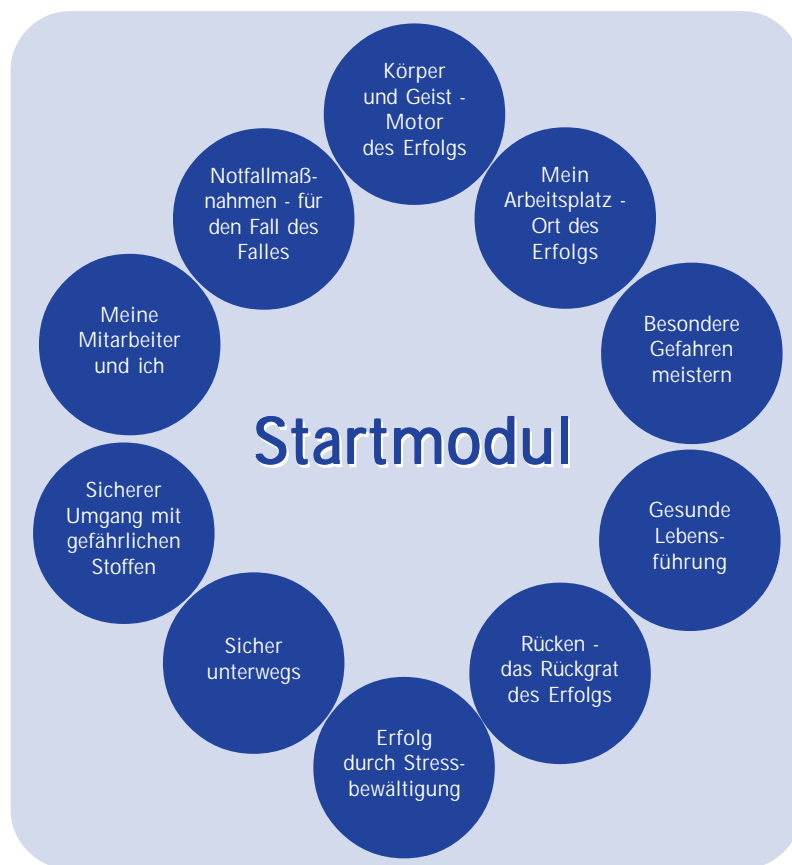 Körper
und Geist -
Motor
des Erfolgs
Mein
Arbeitsplatz -
Ort des
Erfolgs
Besondere
Gefahren
meistern
Gesunde
Lebens-
führung
Rücken -
das Rückgrat
des Erfolgs
Erfolg
durch Stress-
bewältigung
Sicher
unterwegs
Sicherer
Umgang mit
gefährlichen
Stoffen
Meine
Mitarbeiter
und ich
Notfallmaß-
nahmen - für
den Fall des
Falles
Startmodul